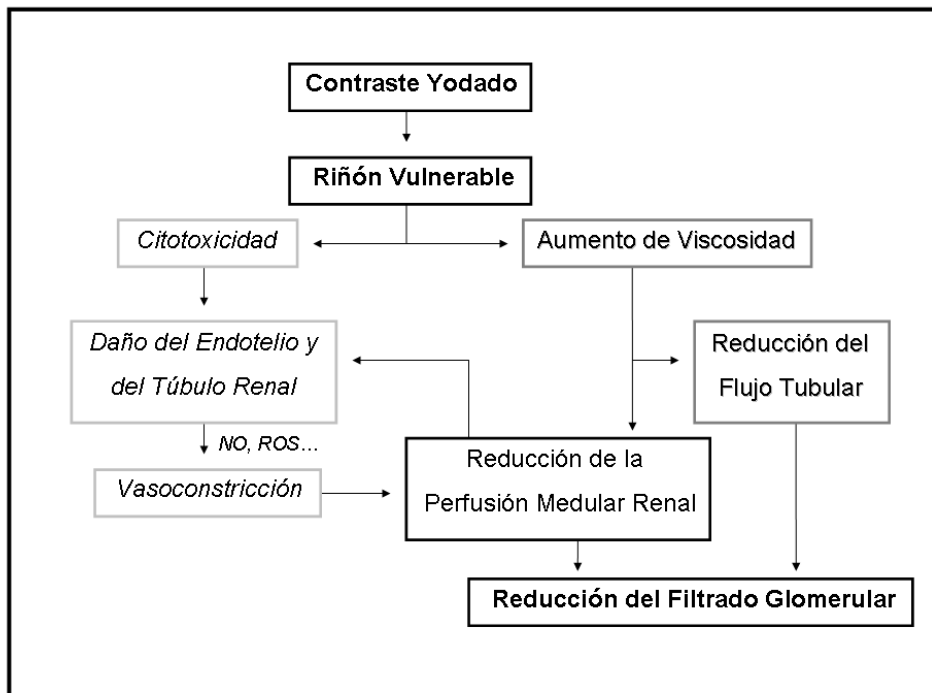 Contraste Yodado
Riñón Vulnerable
Citotoxicidad
Aumento de Viscosidad
Daño del Endotelio y
del Túbulo Renal
Reducción del
Flujo Tubular
NO, ROS...
Reducción de la
Perfusión Medular Renal
Vasoconstricción
Reducción del Filtrado Glomerular